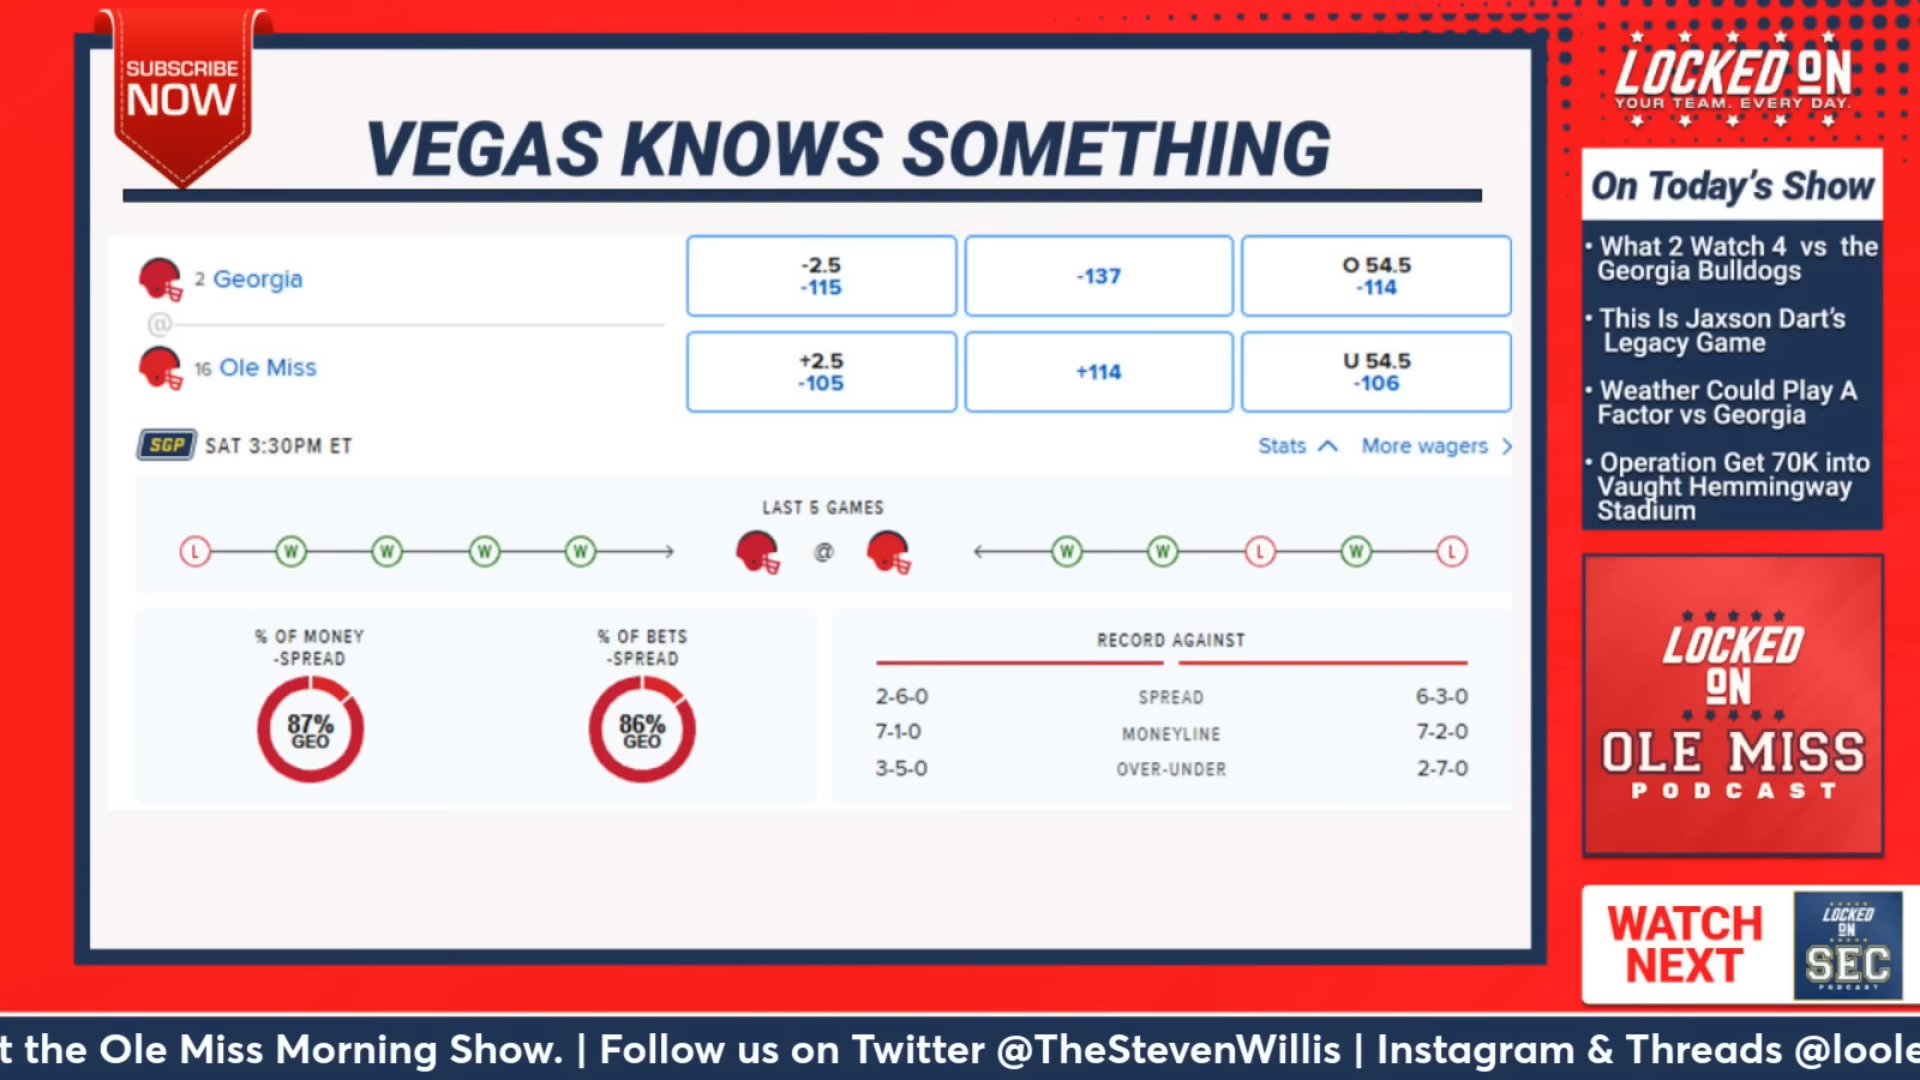 SUBSCRIBE
NOW
VEGAS KNOWS SOMETHING
2 Georgia
-2.5
-115
-137
O 54.5
-114
@
16 Ole Miss
+2.5
-105
+114
U 54.5
-106
SGP SAT 3:30PM ET
Stats
More wagers
LAST 5 GAMES
L W W W W
@
W W L W L
% OF MONEY
-SPREAD
87%
GEO
% OF BETS
-SPREAD
86%
GEO
RECORD AGAINST
2-6-0 SPREAD 6-3-0
7-1-0 MONEYLINE 7-2-0
3-5-0 OVER-UNDER 2-7-0
LOCKED ON
YOUR TEAM. EVERY DAY.
On Today's Show
• What 2 Watch 4 vs the
Georgia Bulldogs
• This Is Jaxson Dart's
Legacy Game
• Weather Could Play A
Factor vs Georgia
• Operation Get 70K into
Vaught Hemmingway
Stadium
LOCKED
ON
OLE MISS
PODCAST
WATCH
NEXT
LOCKED
ON
SEC
PODCAST
t the Ole Miss Morning Show. | Follow us on Twitter @TheStevenWillis | Instagram & Threads @loole